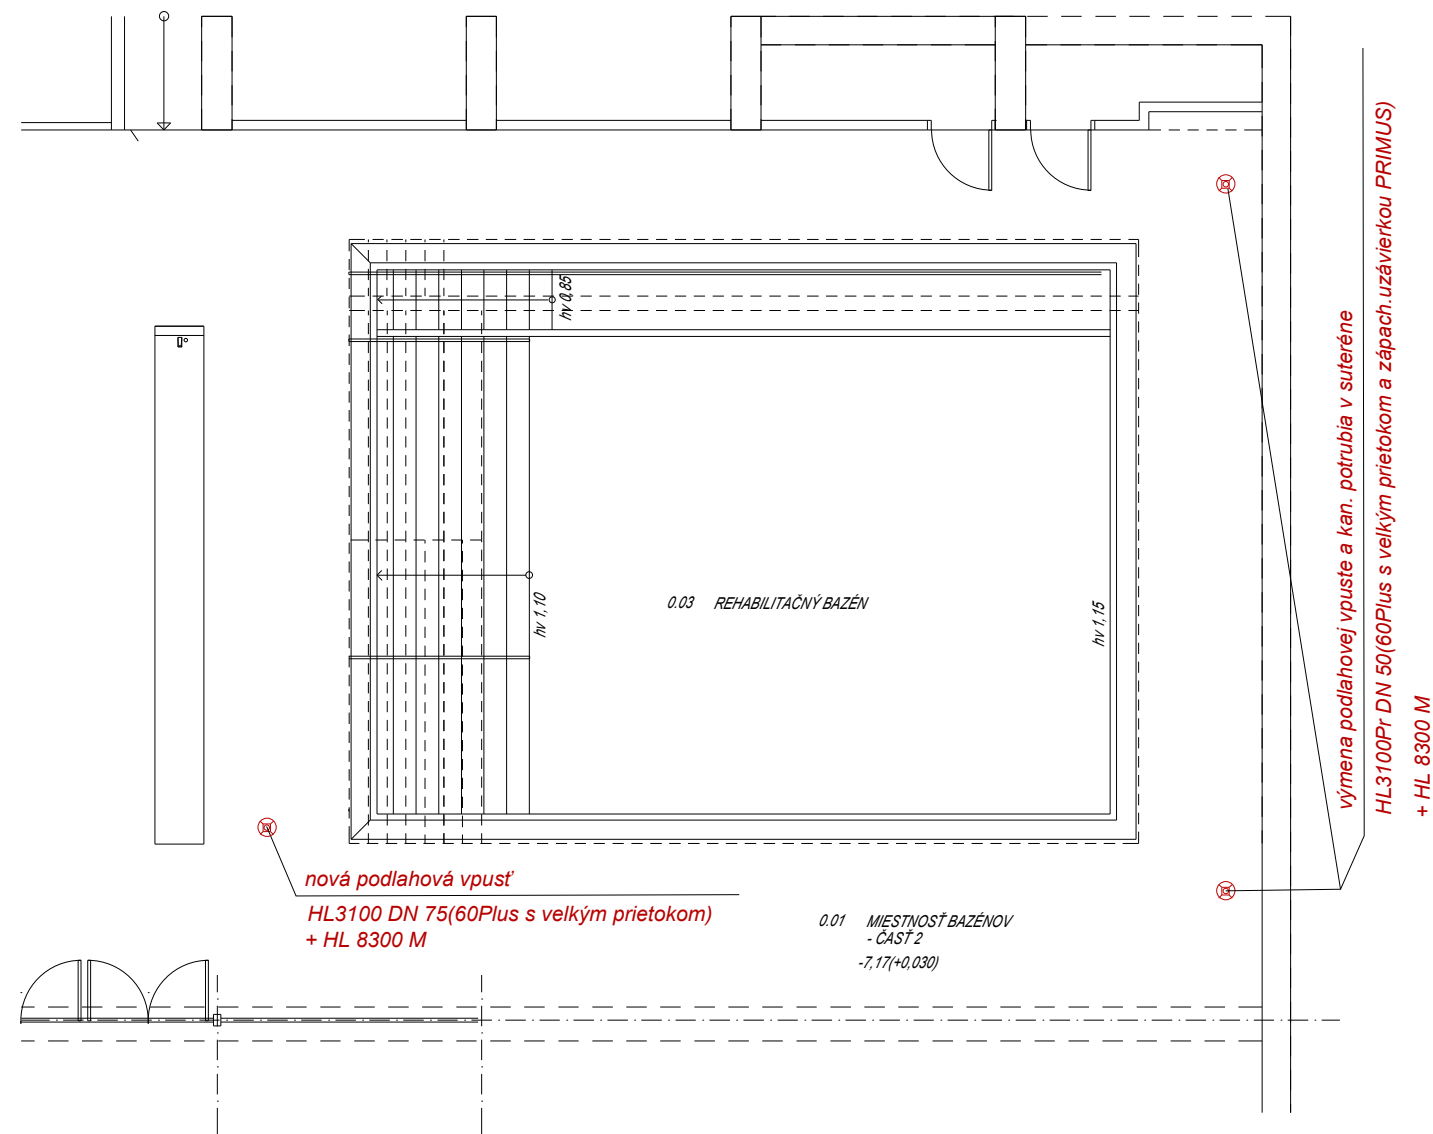 hv 0,85
hv 1,10
0.03 REHABILITAČNÝ BAZÉN
hv 1,15
nová podlahová vpusť
HL3100 DN 75(60Plus s velkým prietokom)
+ HL 8300 M
0.01 MIESTNOSŤ BAZÉNOV
- ČASŤ 2
-7,17(+0,030)
výmena podlahovej vpuste a kan. potrubia v suteréne
HL3100Pr DN 50(60Plus s velkým prietokom a zápach.uzávierkou PRIMUS)
+ HL 8300 M